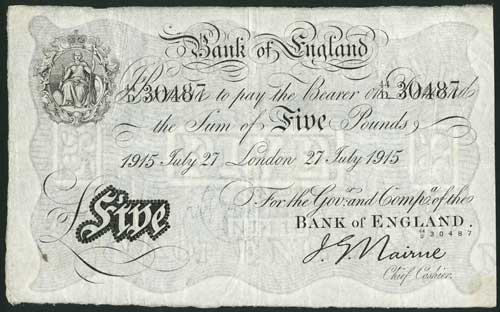 Bank of England
30487 to pay the Bearer on Demand 30487
the Sum of Five Pounds
1915 July 27 London 27 July 1915
For the Gov.r and Comp.a of the
BANK of ENGLAND.
30487
Five
J. G. Nairne
Chief Cashier.